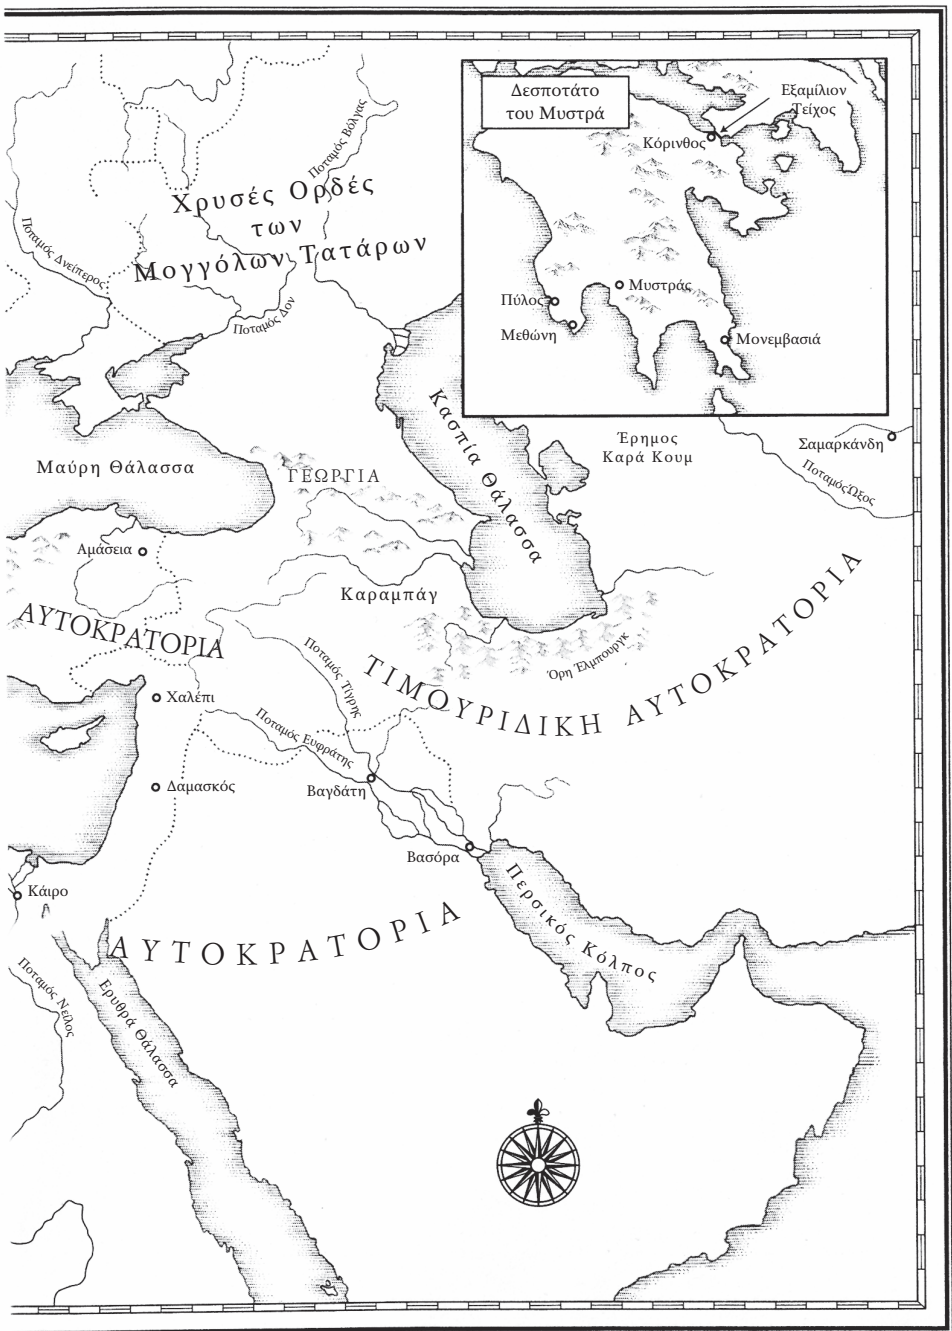 Δεσποτάτο
του Μυστρά
Εξαμίλιον
Τείχος
Κόρινθος
Μυστράς
Πύλος
Μεθώνη
Μονεμβασιά
Ποταμός Βόλγας
Χρυσές Ορδές
των
Μογγόλων Τατάρων
Ποταμός Δνείπερος
Ποταμός Δον
Κασπία Θάλασσα
Έρημος
Καρά Κουμ
Σαμαρκάνδη
Ποταμός Ώξος
Μαύρη Θάλασσα
ΓΕΩΡΓΙΑ
Αμάσεια
Καραμπάγ
ΑΥΤΟΚΡΑΤΟΡΙΑ
Όρη Έλμπουργκ
ΤΙΜΟΥΡΙΔΙΚΗ ΑΥΤΟΚΡΑΤΟΡΙΑ
Ποταμός Τίγρης
Χαλέπι
Ποταμός Ευφράτης
Δαμασκός
Βαγδάτη
Βασόρα
Κάιρο
Περσικός Κόλπος
ΑΥΤΟΚΡΑΤΟΡΙΑ
Ποταμός Νείλος
Ερυθρά Θάλασσα